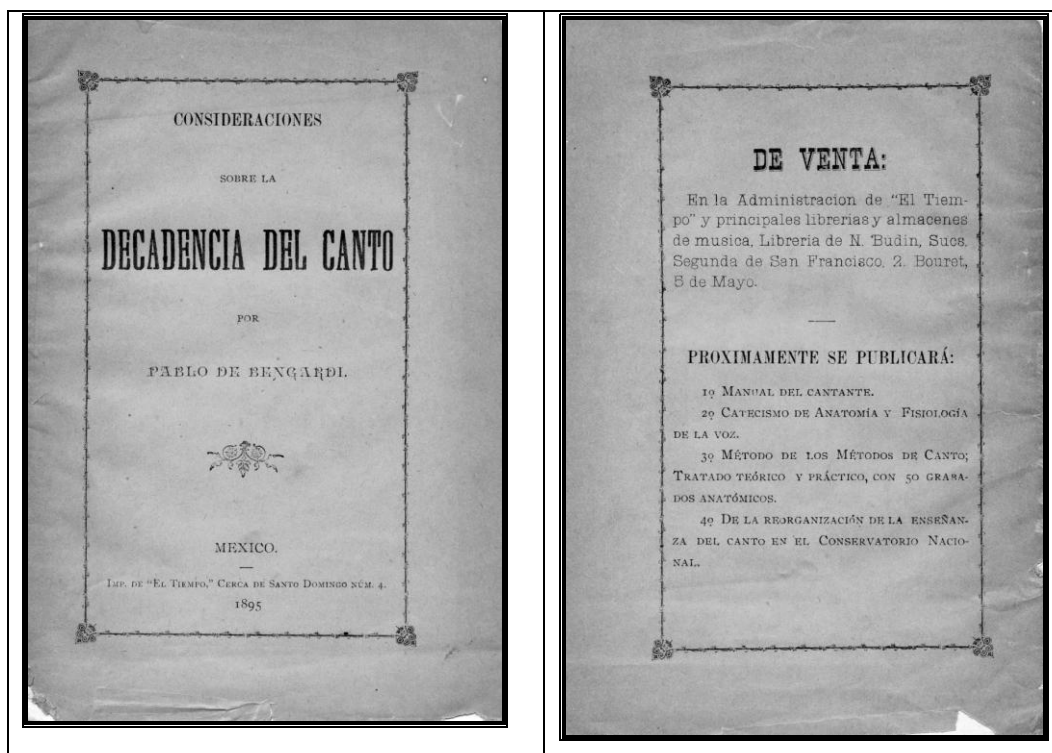 CONSIDERACIONES
SOBRE LA
DECADENCIA DEL CANTO
POR
PABLO DE BENGARDI.
MEXICO.
IMP. DE "EL TIEMPO," CERCA DE SANTO DOMINGO NÚM. 4.
1895
DE VENTA:
En la Administracion de "El Tiem-
po" y principales librerias y almacenes
de musica, Libreria de N. Budin, Sucs.
Segunda de San Francisco, 2. Bouret,
5 de Mayo.
PROXIMAMENTE SE PUBLICARÁ:
1º MANUAL DEL CANTANTE.
2º CATECISMO DE ANATOMÍA Y FISIOLOGÍA
DE LA VOZ.
3º MÉTODO DE LOS MÉTODOS DE CANTO;
TRATADO TEÓRICO Y PRÁCTICO, CON 50 GRABA-
DOS ANATÓMICOS.
4º DE LA REORGANIZACIÓN DE LA ENSEÑAN-
ZA DEL CANTO EN EL CONSERVATORIO NACIO-
NAL.